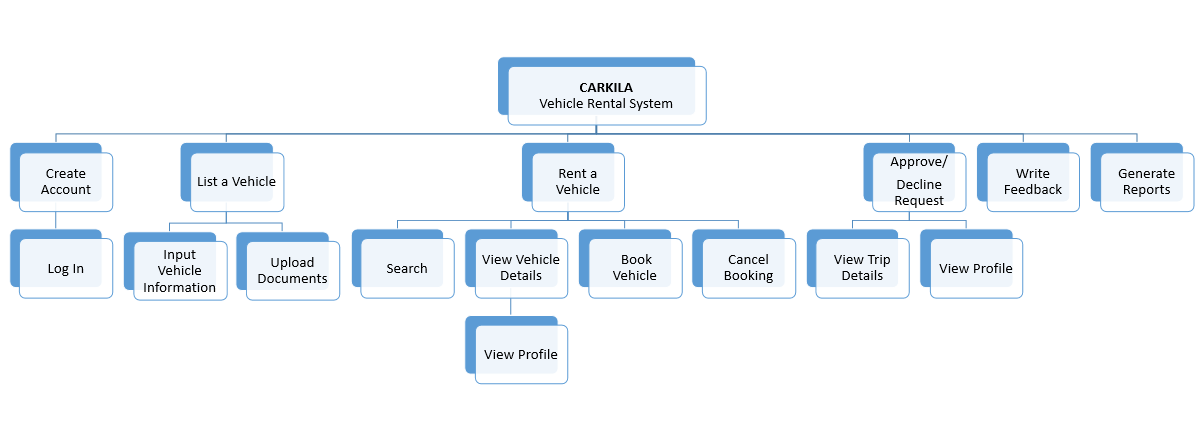 CARKILA
Vehicle Rental System
Create
Account
List a Vehicle
Rent a
Vehicle
Approve/
Decline
Request
Write
Feedback
Generate
Reports
Log In
Input
Vehicle
Information
Upload
Documents
Search
View Vehicle
Details
Book
Vehicle
Cancel
Booking
View Trip
Details
View Profile
View Profile